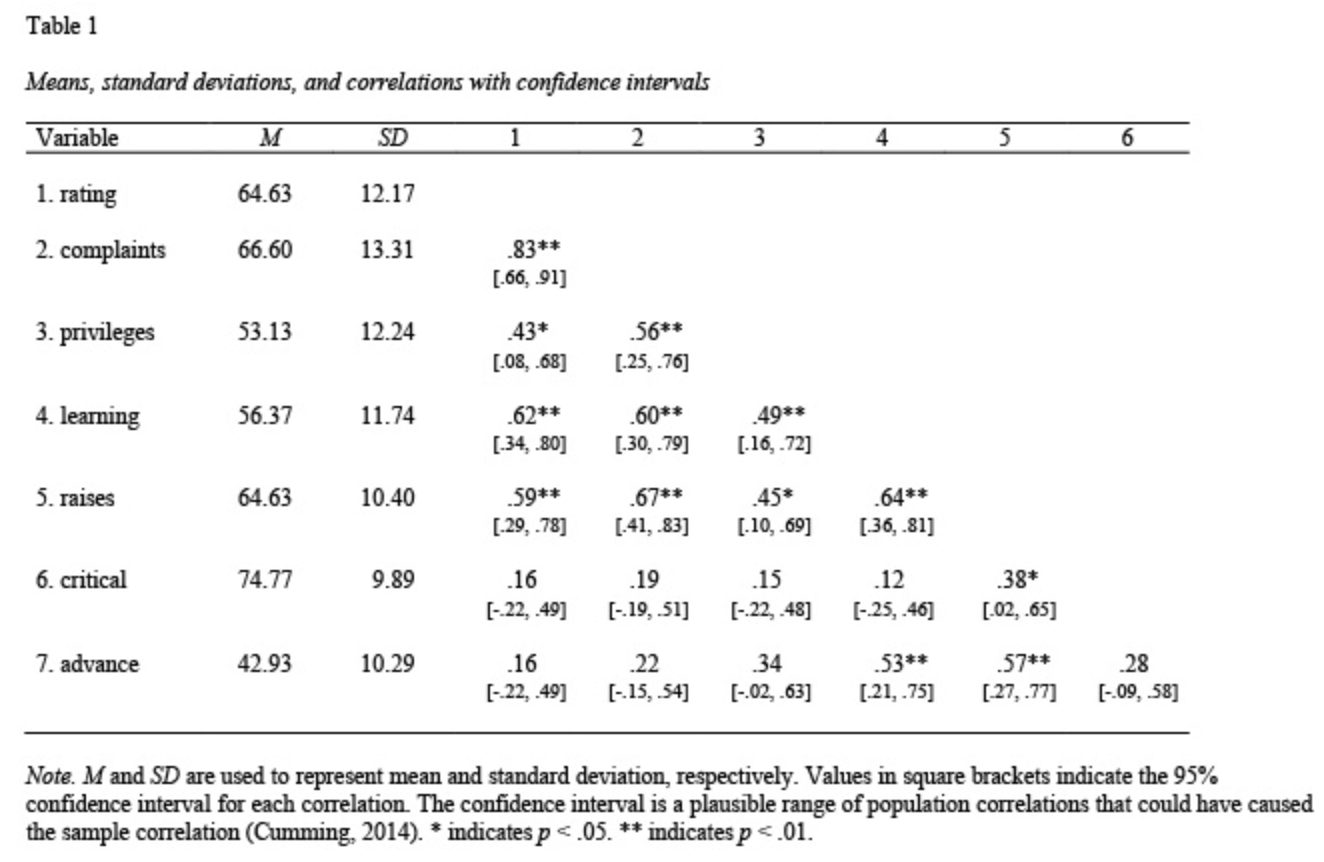 Table 1
Means, standard deviations, and correlations with confidence intervals
Variable M SD 1 2 3 4 5 6
1. rating 64.63 12.17
2. complaints 66.60 13.31 .83**
[.66, .91]
3. privileges 53.13 12.24 .43* .56**
[.08, .68] [.25, .76]
4. learning 56.37 11.74 .62** .60** .49**
[.34, .80] [.30, .79] [.16, .72]
5. raises 64.63 10.40 .59** .67** .45* .64**
[.29, .78] [.41, .83] [.10, .69] [.36, .81]
6. critical 74.77 9.89 .16 .19 .15 .12 .38*
[-.22, .49] [-.19, .51] [-.22, .48] [-.25, .46] [.02, .65]
7. advance 42.93 10.29 .16 .22 .34 .53** .57** .28
[-.22, .49] [-.15, .54] [-.02, .63] [.21, .75] [.27, .77] [-.09, .58]
Note. M and SD are used to represent mean and standard deviation, respectively. Values in square brackets indicate the 95%
confidence interval for each correlation. The confidence interval is a plausible range of population correlations that could have caused
the sample correlation (Cumming, 2014). * indicates p < .05. ** indicates p < .01.